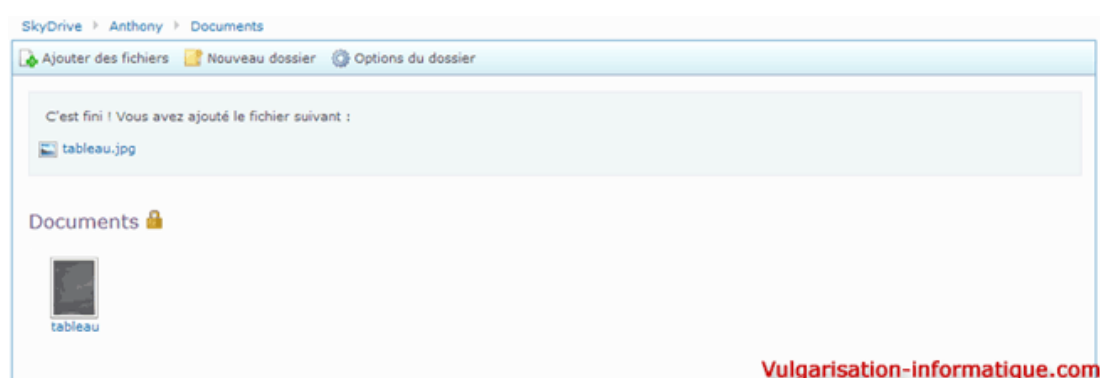 SkyDrive Anthony Documents
Ajouter des fichiers Nouveau dossier Options du dossier
C'est fini ! Vous avez ajouté le fichier suivant :
tableau.jpg
Documents
tableau
Vulgarisation-informatique.com